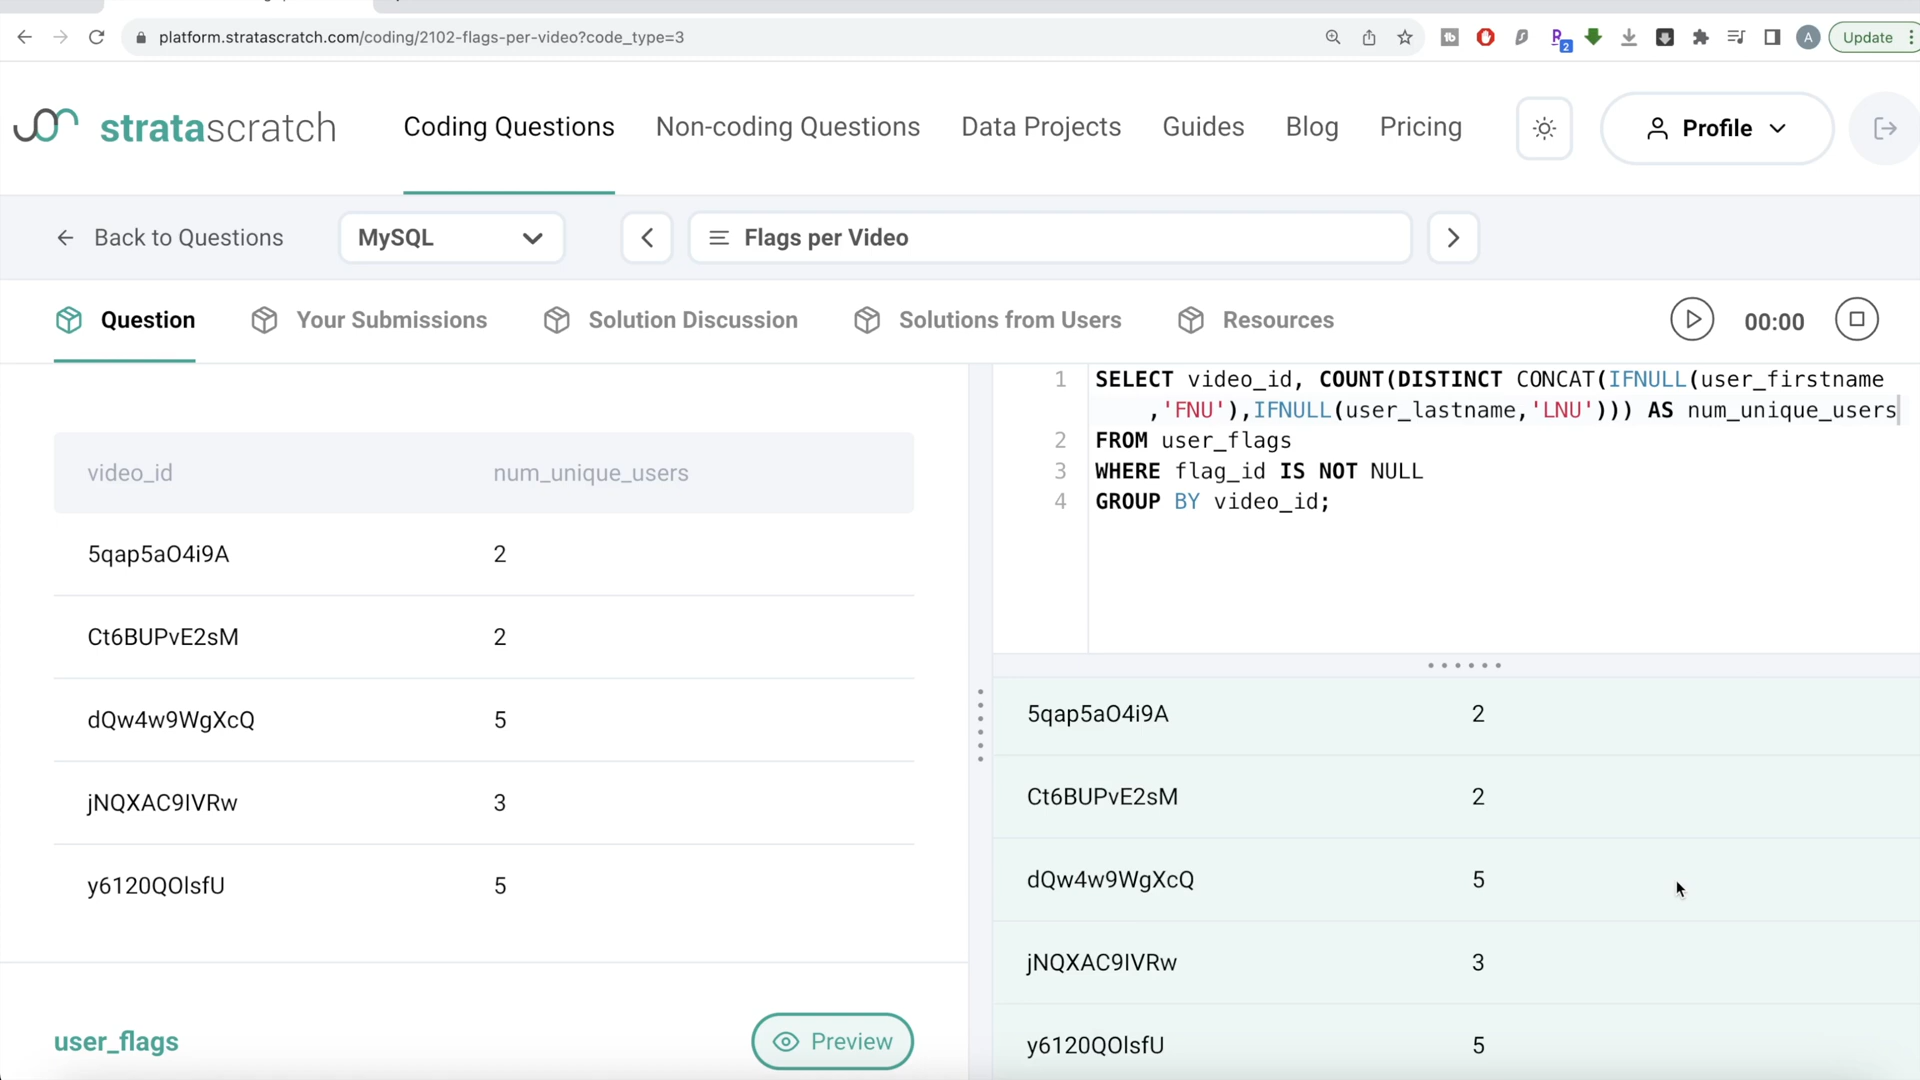 platform.stratascratch.com/coding/2102-flags-per-video?code_type=3
tb
2
A
Update
stratascratch
Coding Questions
Non-coding Questions
Data Projects
Guides
Blog
Pricing
Profile
Back to Questions
MySQL
Flags per Video
Question
Your Submissions
Solution Discussion
Solutions from Users
Resources
00:00
video_id num_unique_users
5qap5aO4i9A 2
Ct6BUPvE2sM 2
dQw4w9WgXcQ 5
jNQXAC9IVRw 3
y6120QOlsfU 5
user_flags
Preview
1 SELECT video_id, COUNT(DISTINCT CONCAT(IFNULL(user_firstname
,'FNU'),IFNULL(user_lastname,'LNU'))) AS num_unique_users
2 FROM user_flags
3 WHERE flag_id IS NOT NULL
4 GROUP BY video_id;
5qap5aO4i9A 2
Ct6BUPvE2sM 2
dQw4w9WgXcQ 5
jNQXAC9IVRw 3
y6120QOlsfU 5